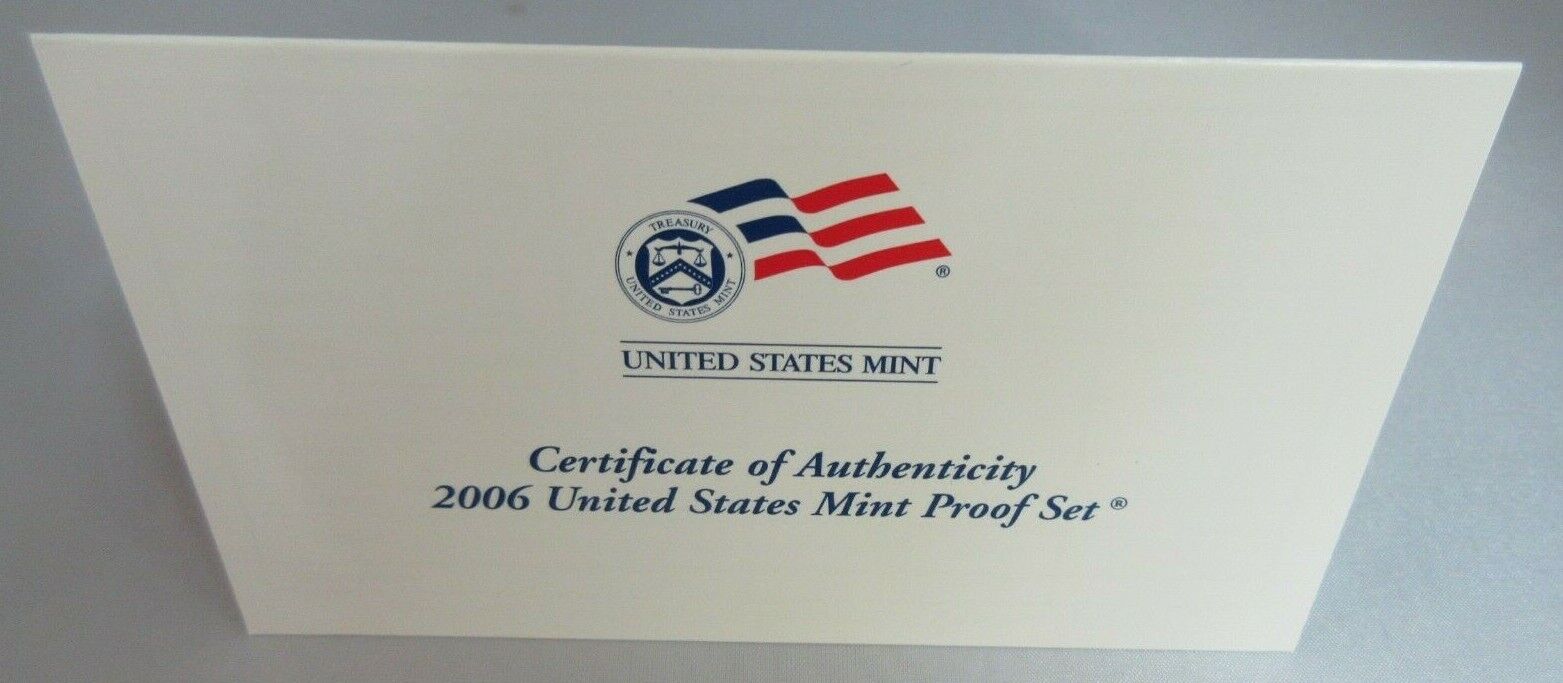 TREASURY
UNITED STATES MINT
®
UNITED STATES MINT
Certificate of Authenticity
2006 United States Mint Proof Set ®